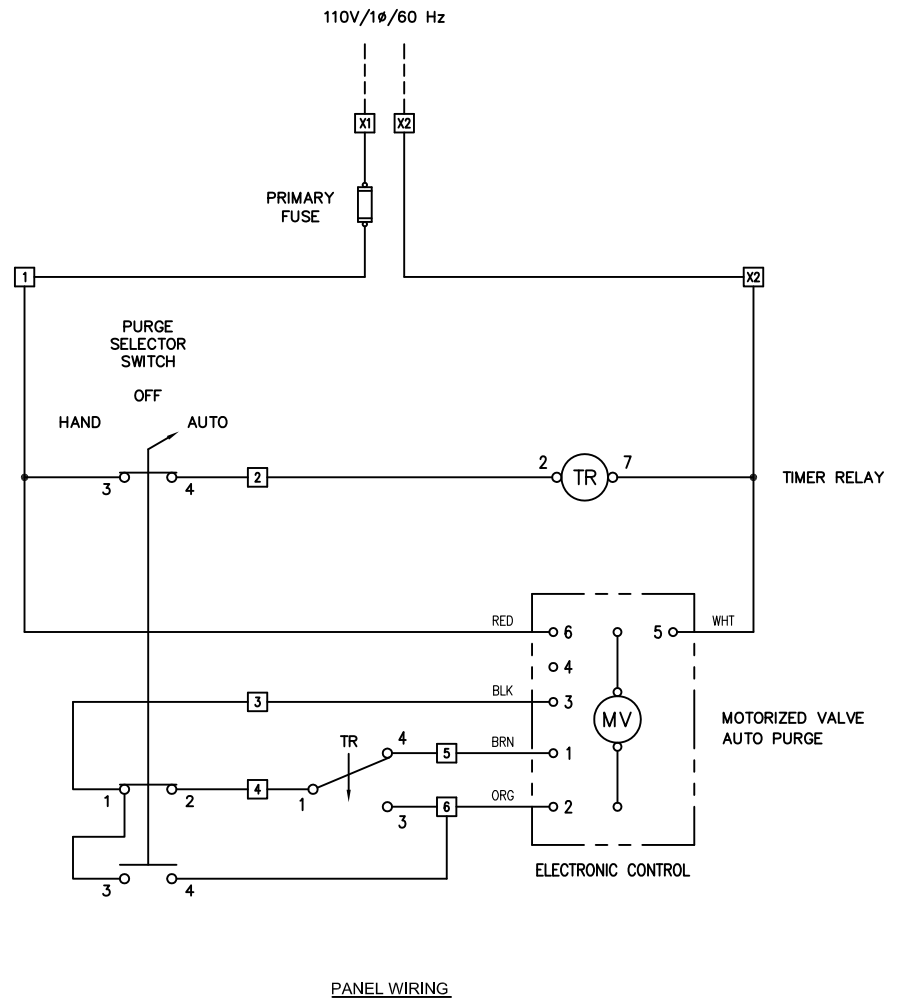 110V/1ø/60 Hz
X1
X2
PRIMARY
FUSE
1
X2
PURGE
SELECTOR
SWITCH
OFF
HAND
AUTO
3
4
2
2
TR
7
TIMER RELAY
RED
6
5
WHT
4
3
BLK
3
MV
MOTORIZED VALVE
AUTO PURGE
TR
4
5
BRN
1
1
2
4
1
3
6
ORG
2
3
4
ELECTRONIC CONTROL
PANEL WIRING